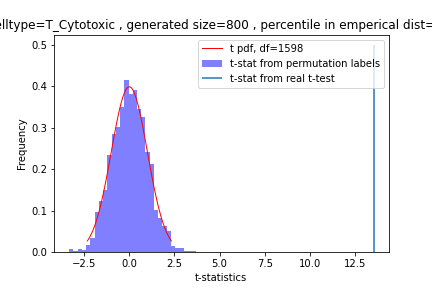 elltype=T_Cytotoxic , generated size=800 , percentile in emperical dist=
t pdf, df=1598
t-stat from permutation labels
t-stat from real t-test
Frequency
0.5
0.4
0.3
0.2
0.1
0.0
−2.5 0.0 2.5 5.0 7.5 10.0 12.5
t-statistics